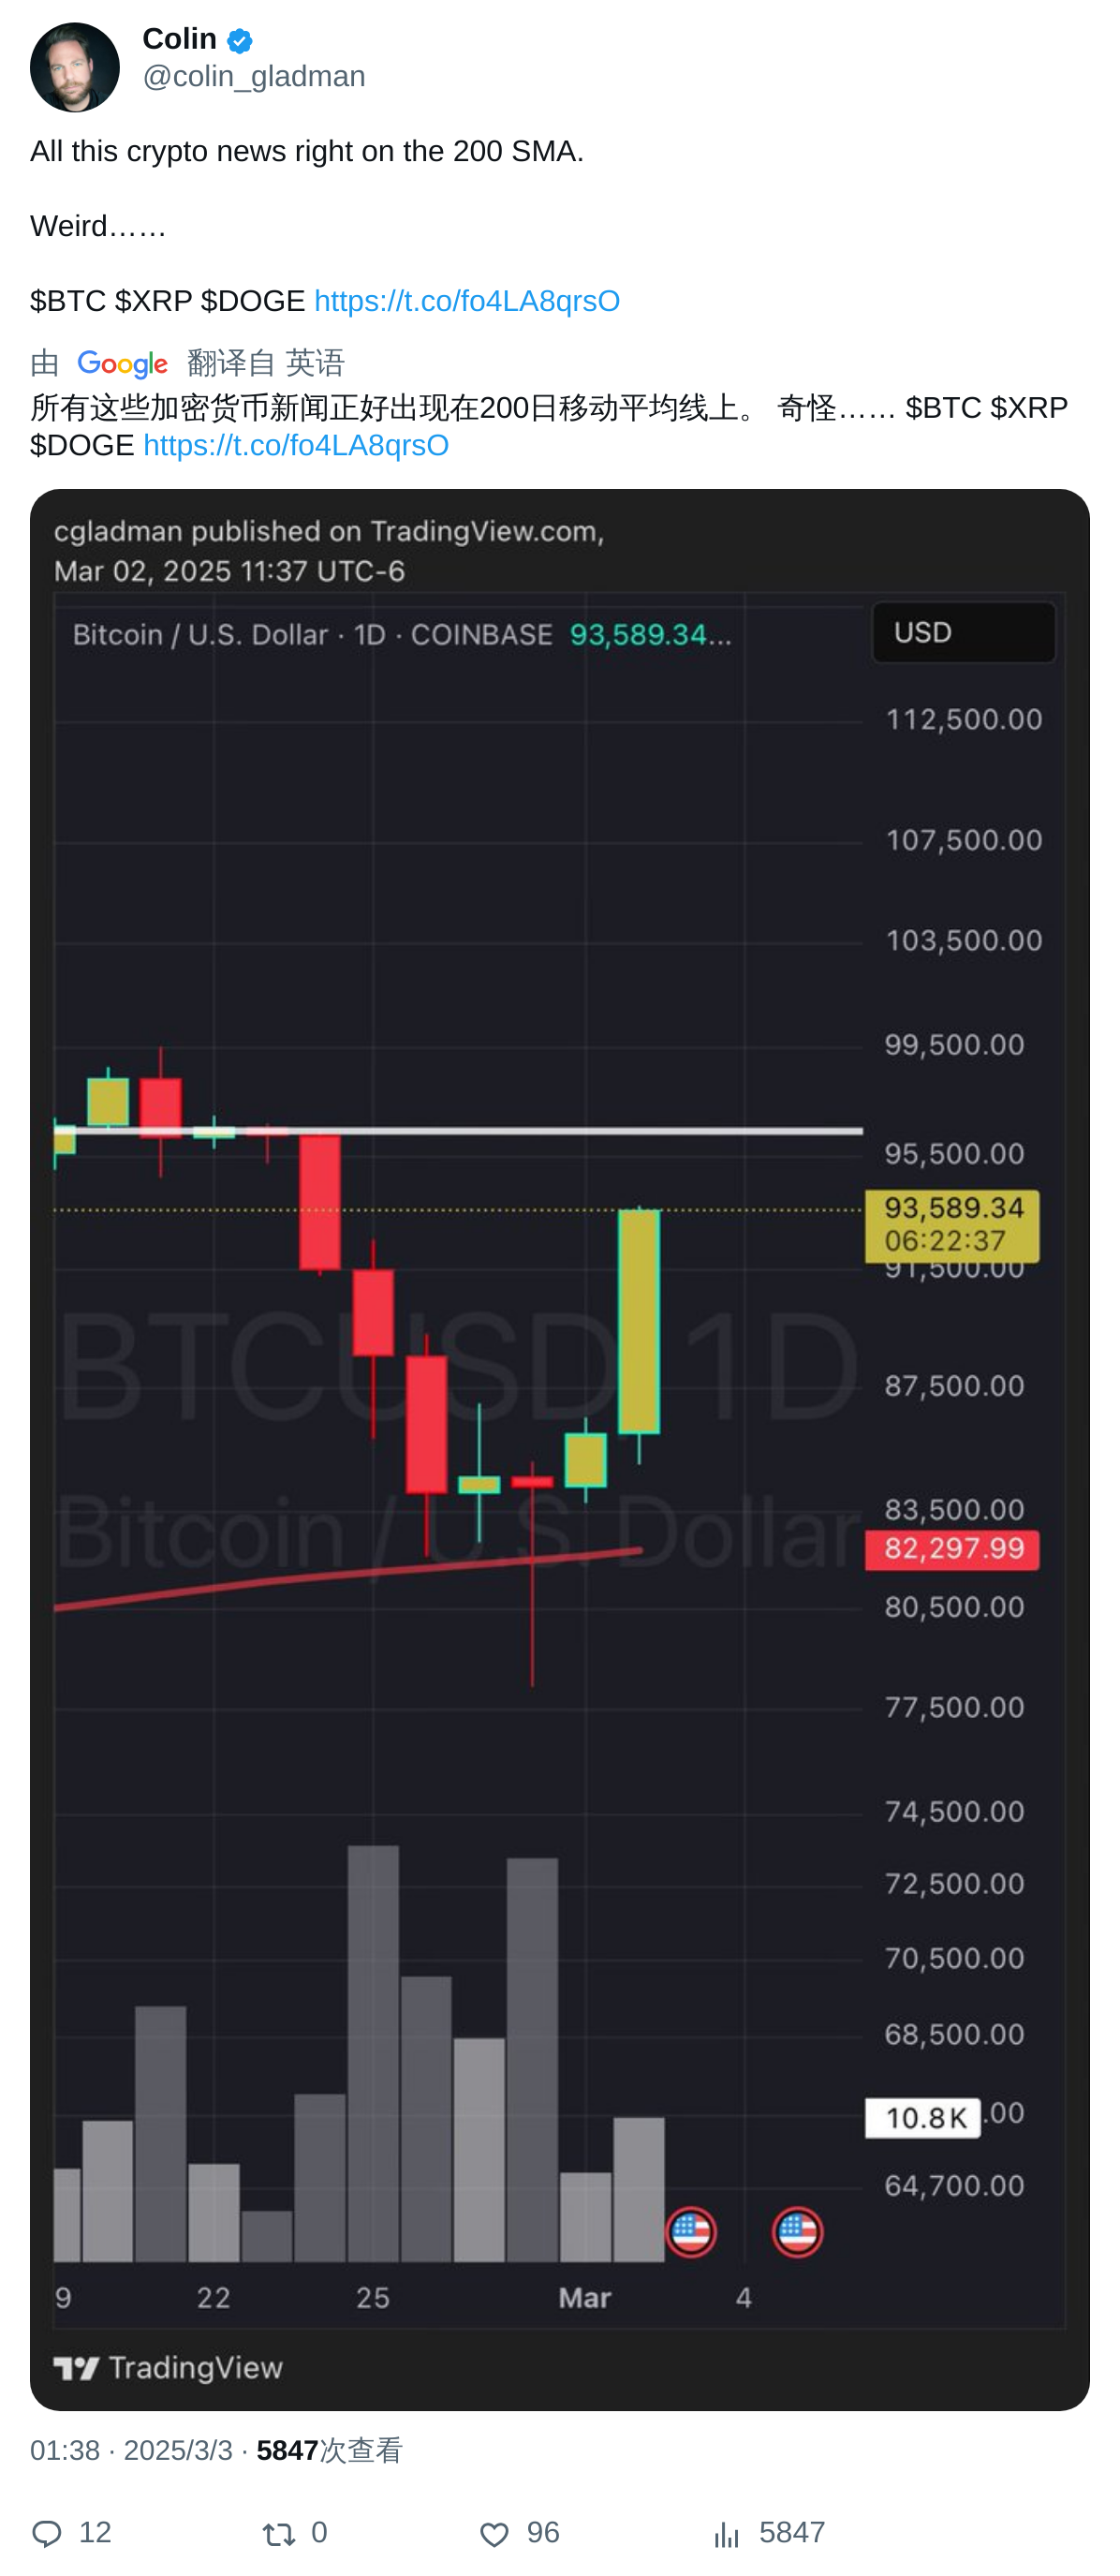 Colin
@colin_gladman
All this crypto news right on the 200 SMA.
Weird……
$BTC $XRP $DOGE https://t.co/fo4LA8qrsO
由 Google 翻译自 英语
所有这些加密货币新闻正好出现在200日移动平均线上。 奇怪…… $BTC $XRP
$DOGE https://t.co/fo4LA8qrsO
cgladman published on TradingView.com,
Mar 02, 2025 11:37 UTC-6
Bitcoin / U.S. Dollar · 1D · COINBASE 93,589.34...
USD
112,500.00
107,500.00
103,500.00
99,500.00
95,500.00
93,589.34
06:22:37
91,500.00
BTCUSD 1D
87,500.00
Bitcoin / U.S. Dollar
83,500.00
82,297.99
80,500.00
77,500.00
74,500.00
72,500.00
70,500.00
68,500.00
10.8K .00
64,700.00
9 22 25 Mar 4
TradingView
01:38 · 2025/3/3 · 5847次查看
12 0 96 5847